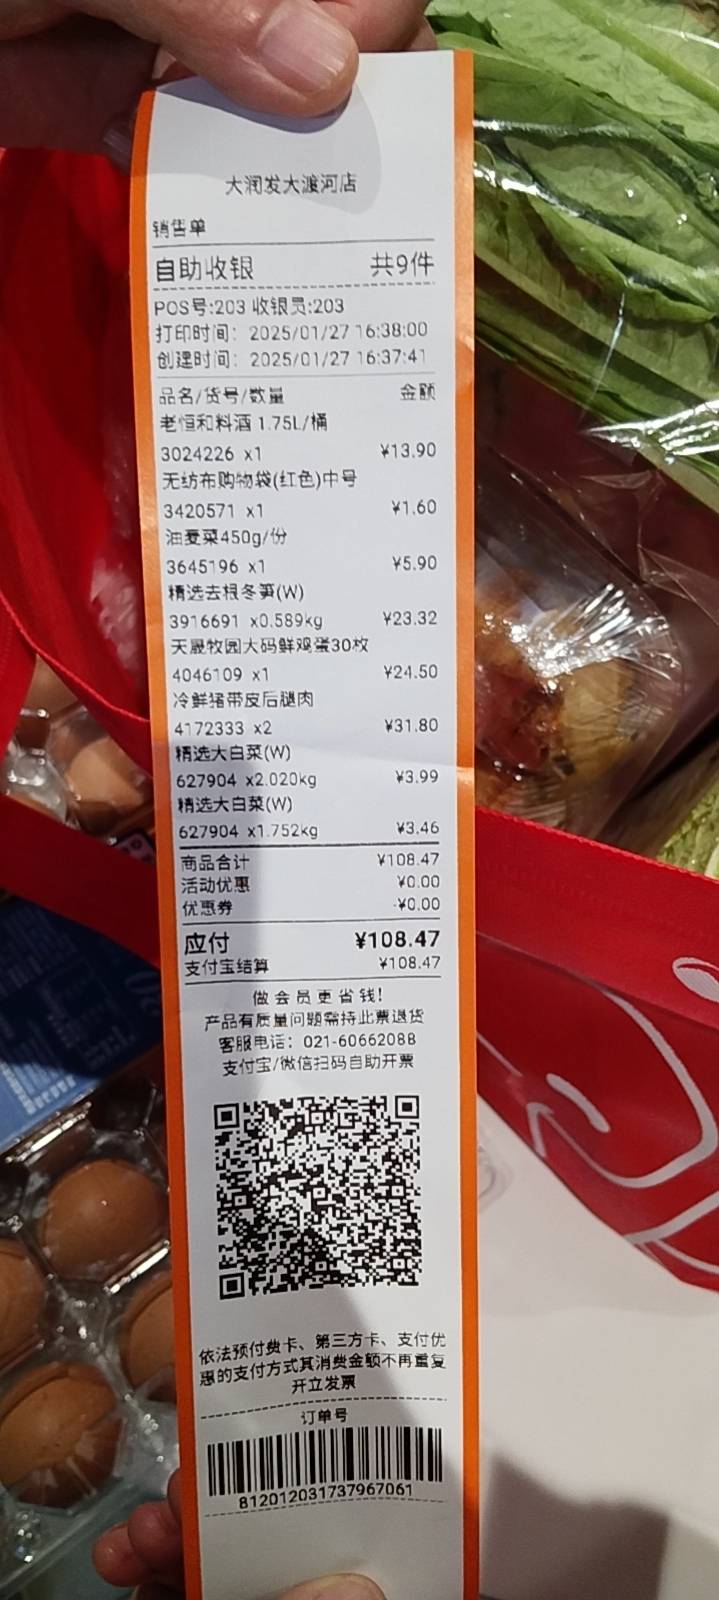 大润发大渡河店
销售单
自助收银 共9件
POS号:203 收银员:203
打印时间: 2025/01/27 16:38:00
创建时间: 2025/01/27 16:37:41
品名/货号/数量 金额
老恒和料酒 1.75L/桶
3024226 x1 ¥13.90
无纺布购物袋(红色)中号
3420571 x1 ¥1.60
油麦菜450g/份
3645196 x1 ¥5.90
精选去根冬笋(W)
3916691 x0.589kg ¥23.32
天晟牧园大码鲜鸡蛋30枚
4046109 x1 ¥24.50
冷鲜猪带皮后腿肉
4172333 x2 ¥31.80
精选大白菜(W)
627904 x2.020kg ¥3.99
精选大白菜(W)
627904 x1.752kg ¥3.46
商品合计 ¥108.47
活动优惠 ¥0.00
优惠券 -¥0.00
应付 ¥108.47
支付宝结算 ¥108.47
做会员更省钱!
产品有质量问题需持此票退货
客服电话: 021-60662088
支付宝/微信扫码自助开票
依法预付费卡、第三方卡、支付优
惠的支付方式其消费金额不再重复
开立发票
订单号
812012031737967061